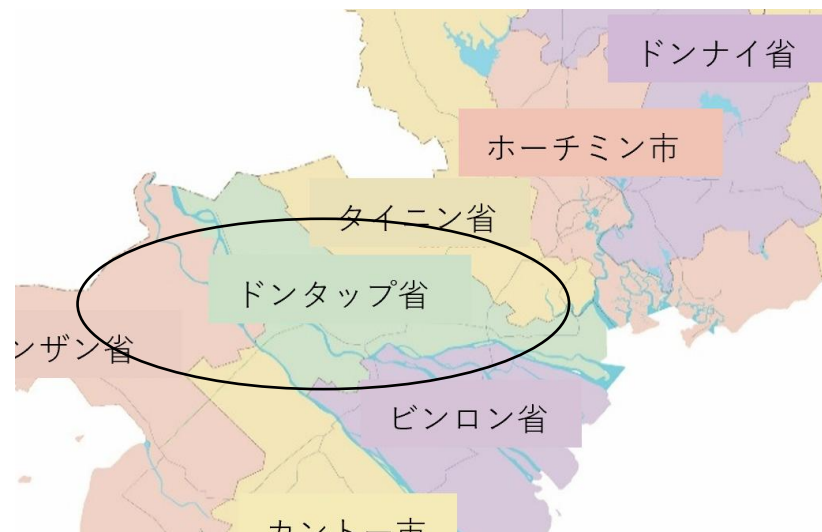 ドンナイ省
ホーチミン市
タイニン省
ドンタップ省
ンザン省
ビンロン省
カントー市